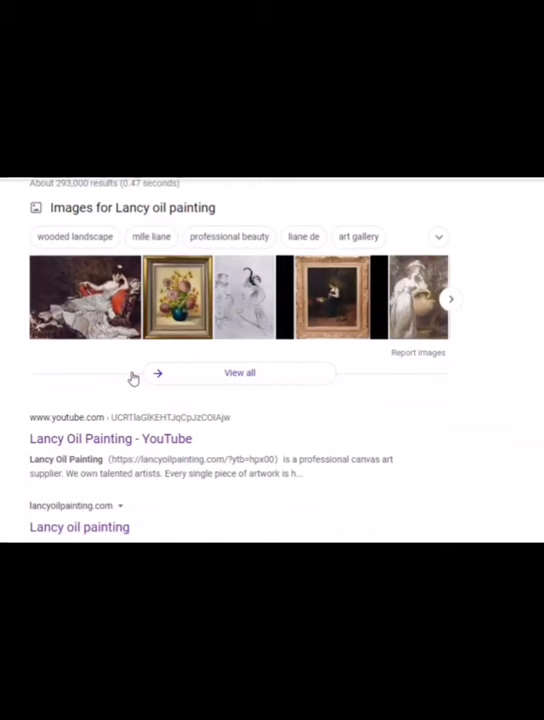 About 293,000 results (0.47 seconds)
Images for Lancy oil painting
wooded landscape
mlle liane
professional beauty
liane de
art gallery
Report images
View all
www.youtube.com › UCRTlaGlKEHTJqCpJzCOIAjw
Lancy Oil Painting - YouTube
Lancy Oil Painting (https://lancyoilpainting.com/?ytb=hpx00) is a professional canvas art
supplier. We own talented artists. Every single piece of artwork is h...
lancyoilpainting.com
Lancy oil painting